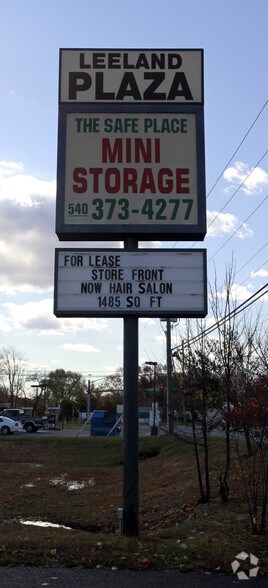 LEELAND
PLAZA
THE SAFE PLACE
MINI
STORAGE
540 373-4277
FOR LEASE
STORE FRONT
NOW HAIR SALON
1485 SQ FT